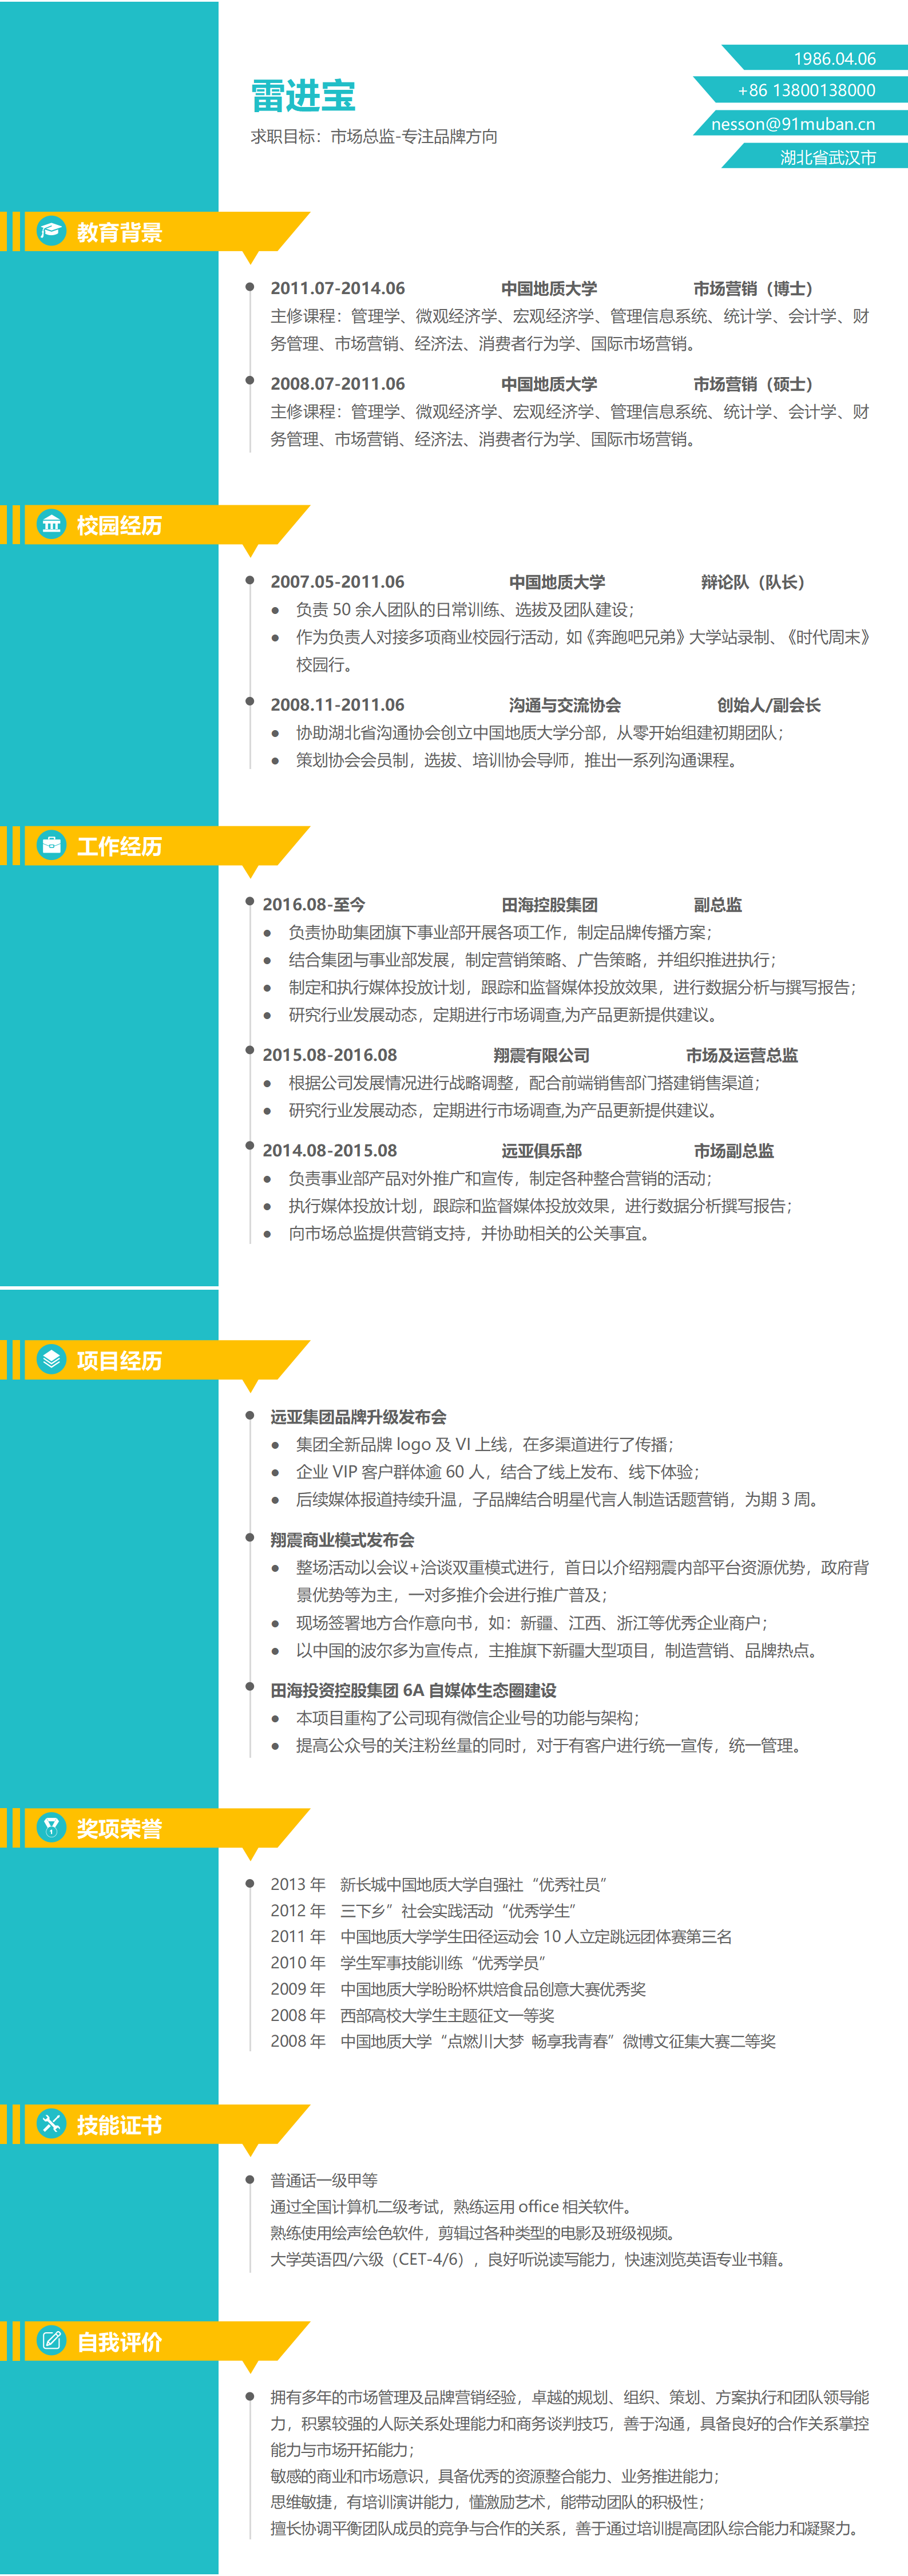 1986.04.06
+86 13800138000
nesson@91muban.cn
湖北省武汉市
雷进宝
求职目标：市场总监-专注品牌方向
教育背景
2011.07-2014.06 中国地质大学 市场营销（博士）
主修课程：管理学、微观经济学、宏观经济学、管理信息系统、统计学、会计学、财
务管理、市场营销、经济法、消费者行为学、国际市场营销。
2008.07-2011.06 中国地质大学 市场营销（硕士）
主修课程：管理学、微观经济学、宏观经济学、管理信息系统、统计学、会计学、财
务管理、市场营销、经济法、消费者行为学、国际市场营销。
校园经历
2007.05-2011.06 中国地质大学 辩论队（队长）
● 负责 50 余人团队的日常训练、选拔及团队建设；
● 作为负责人对接多项商业校园行活动，如《奔跑吧兄弟》大学站录制、《时代周末》
校园行。
2008.11-2011.06 沟通与交流协会 创始人/副会长
● 协助湖北省沟通协会创立中国地质大学分部，从零开始组建初期团队；
● 策划协会会员制，选拔、培训协会导师，推出一系列沟通课程。
工作经历
2016.08-至今 田海控股集团 副总监
● 负责协助集团旗下事业部开展各项工作，制定品牌传播方案；
● 结合集团与事业部发展，制定营销策略、广告策略，并组织推进执行；
● 制定和执行媒体投放计划，跟踪和监督媒体投放效果，进行数据分析与撰写报告；
● 研究行业发展动态，定期进行市场调查,为产品更新提供建议。
2015.08-2016.08 翔震有限公司 市场及运营总监
● 根据公司发展情况进行战略调整，配合前端销售部门搭建销售渠道；
● 研究行业发展动态，定期进行市场调查,为产品更新提供建议。
2014.08-2015.08 远亚俱乐部 市场副总监
● 负责事业部产品对外推广和宣传，制定各种整合营销的活动；
● 执行媒体投放计划，跟踪和监督媒体投放效果，进行数据分析撰写报告；
● 向市场总监提供营销支持，并协助相关的公关事宜。
项目经历
远亚集团品牌升级发布会
● 集团全新品牌 logo 及 VI 上线，在多渠道进行了传播；
● 企业 VIP 客户群体逾 60 人，结合了线上发布、线下体验；
● 后续媒体报道持续升温，子品牌结合明星代言人制造话题营销，为期 3 周。
翔震商业模式发布会
● 整场活动以会议+洽谈双重模式进行，首日以介绍翔震内部平台资源优势，政府背
景优势等为主，一对多推介会进行推广普及；
● 现场签署地方合作意向书，如：新疆、江西、浙江等优秀企业商户；
● 以中国的波尔多为宣传点，主推旗下新疆大型项目，制造营销、品牌热点。
田海投资控股集团 6A 自媒体生态圈建设
● 本项目重构了公司现有微信企业号的功能与架构；
● 提高公众号的关注粉丝量的同时，对于有客户进行统一宣传，统一管理。
奖项荣誉
2013 年 新长城中国地质大学自强社“优秀社员”
2012 年 三下乡”社会实践活动“优秀学生”
2011 年 中国地质大学学生田径运动会 10 人立定跳远团体赛第三名
2010 年 学生军事技能训练“优秀学员”
2009 年 中国地质大学盼盼杯烘焙食品创意大赛优秀奖
2008 年 西部高校大学生主题征文一等奖
2008 年 中国地质大学“点燃川大梦 畅享我青春”微博文征集大赛二等奖
技能证书
普通话一级甲等
通过全国计算机二级考试，熟练运用 office 相关软件。
熟练使用绘声绘色软件，剪辑过各种类型的电影及班级视频。
大学英语四/六级（CET-4/6），良好听说读写能力，快速浏览英语专业书籍。
自我评价
拥有多年的市场管理及品牌营销经验，卓越的规划、组织、策划、方案执行和团队领导能
力，积累较强的人际关系处理能力和商务谈判技巧，善于沟通，具备良好的合作关系掌控
能力与市场开拓能力；
敏感的商业和市场意识，具备优秀的资源整合能力、业务推进能力；
思维敏捷，有培训演讲能力，懂激励艺术，能带动团队的积极性；
擅长协调平衡团队成员的竞争与合作的关系，善于通过培训提高团队综合能力和凝聚力。